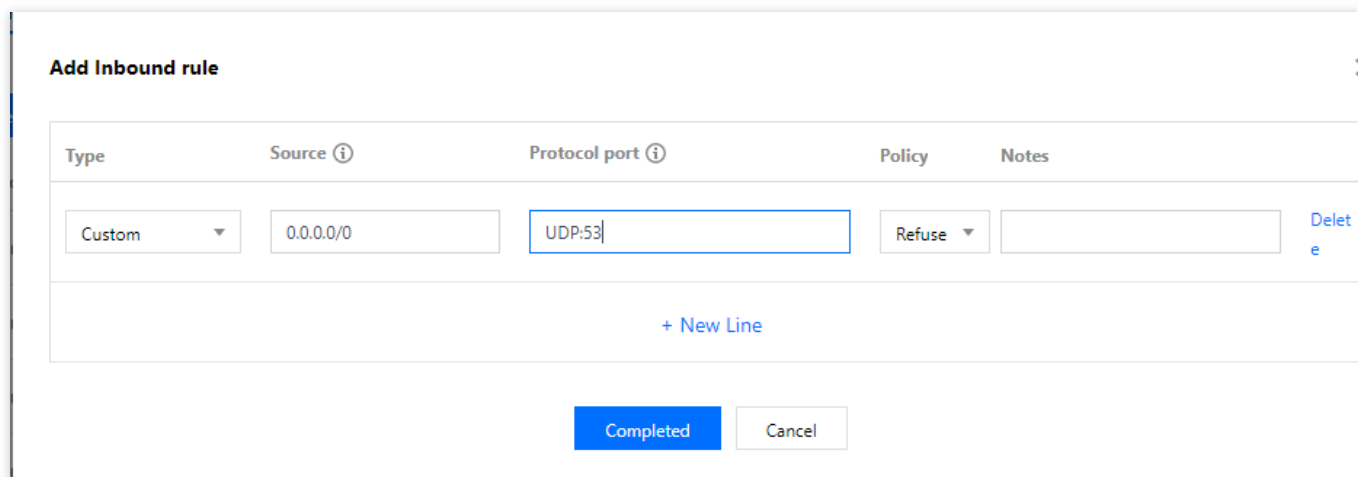 Add Inbound rule
Type Source Protocol port Policy Notes
Custom 0.0.0.0/0 UDP:53 Refuse Delet
e
+ New Line
Completed Cancel